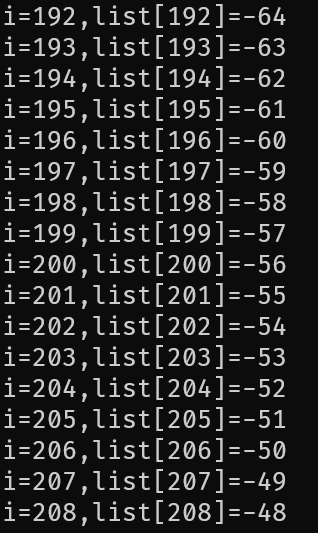 i=192,list[192]=-64
i=193,list[193]=-63
i=194,list[194]=-62
i=195,list[195]=-61
i=196,list[196]=-60
i=197,list[197]=-59
i=198,list[198]=-58
i=199,list[199]=-57
i=200,list[200]=-56
i=201,list[201]=-55
i=202,list[202]=-54
i=203,list[203]=-53
i=204,list[204]=-52
i=205,list[205]=-51
i=206,list[206]=-50
i=207,list[207]=-49
i=208,list[208]=-48